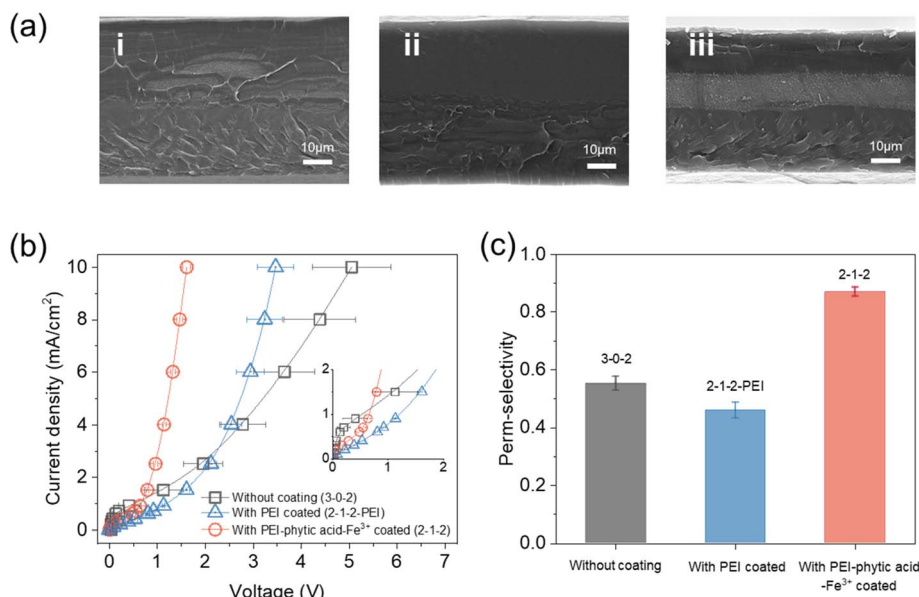 (a)
i
10μm
ii
10μm
iii
10μm
(b)
Current density (mA/cm²)
10
8
6
4
2
0
0 1 2 3 4 5 6 7
Voltage (V)
2
1
0
0 1 2
Without coating (3-0-2)
With PEI coated (2-1-2-PEI)
With PEI-phytic acid-Fe³⁺ coated (2-1-2)
(c)
Perm-selectivity
1.0
0.8
0.6
0.4
0.2
0.0
3-0-2
2-1-2-PEI
2-1-2
Without coating
With PEI coated
With PEI-phytic acid
-Fe³⁺ coated